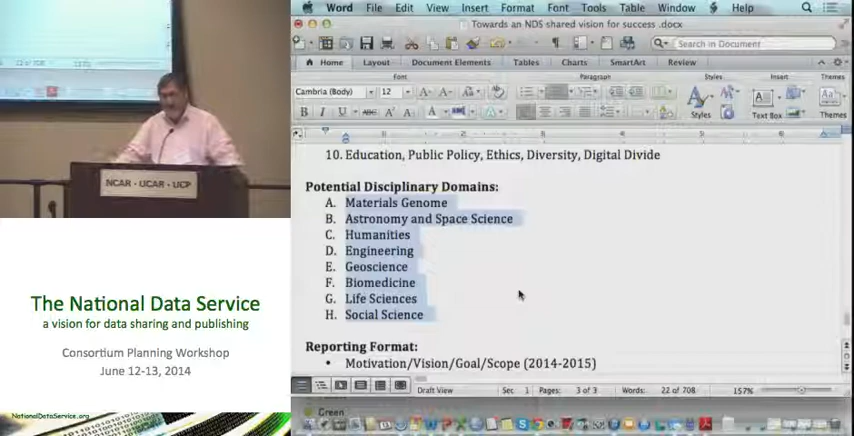 Word File Edit View Insert Format Font Tools Table Window Help
Towards an NDS shared vision for success .docx
Search in Document
Home Layout Document Elements Tables Charts SmartArt Review
Font Paragraph Styles Insert Themes
Cambria (Body) 12
Styles Text Box Themes
10. Education, Public Policy, Ethics, Diversity, Digital Divide
Potential Disciplinary Domains:
A. Materials Genome
B. Astronomy and Space Science
C. Humanities
D. Engineering
E. Geoscience
F. Biomedicine
G. Life Sciences
H. Social Science
Reporting Format:
• Motivation/Vision/Goal/Scope (2014-2015)
Draft View Sec 1 Pages: 3 of 3 Words: 22 of 708 157%
Green
NCAR · UCAR · UCP
The National Data Service
a vision for data sharing and publishing
Consortium Planning Workshop
June 12-13, 2014
NationalDataService.org